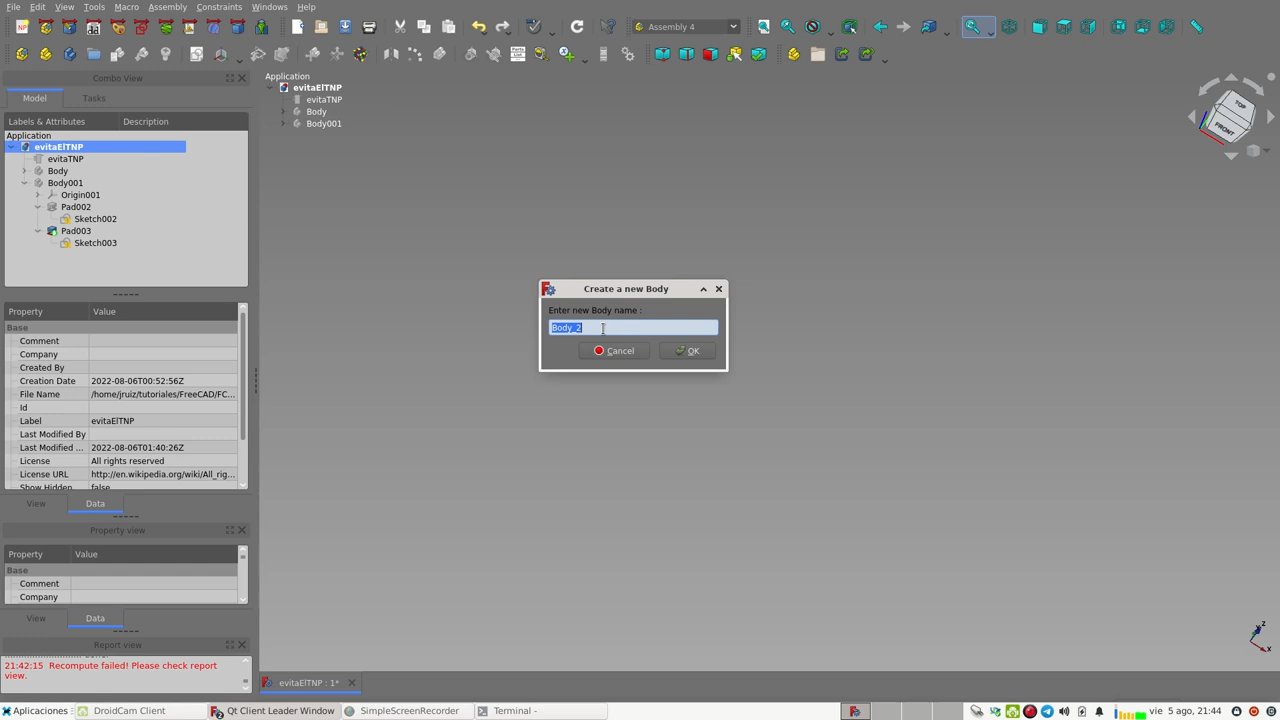 File Edit View Tools Macro Assembly Constraints Windows Help
Assembly 4
Combo View
Model Tasks
Labels & Attributes Description
Application
evitaElTNP
evitaTNP
Body
Body001
Origin001
Pad002
Sketch002
Pad003
Sketch003
Property Value
Base
Comment
Company
Created By
Creation Date 2022-08-06T00:52:56Z
File Name /home/jruiz/tutoriales/FreeCAD/FC...
Id
Label evitaElTNP
Last Modified By
Last Modified ... 2022-08-06T01:40:26Z
License All rights reserved
License URL http://en.wikipedia.org/wiki/All_rig...
Show Hidden false
View Data
Property view
Property Value
Base
Comment
Company
View Data
Report view
21:42:15 Recompute failed! Please check report
view.
Application
evitaElTNP
evitaTNP
Body
Body001
TOP
FRONT
Create a new Body
Enter new Body name :
Body_2
Cancel OK
Z
X
evitaElTNP : 1*
Aplicaciones DroidCam Client Qt Client Leader Window SimpleScreenRecorder Terminal - vie 5 ago, 21:44